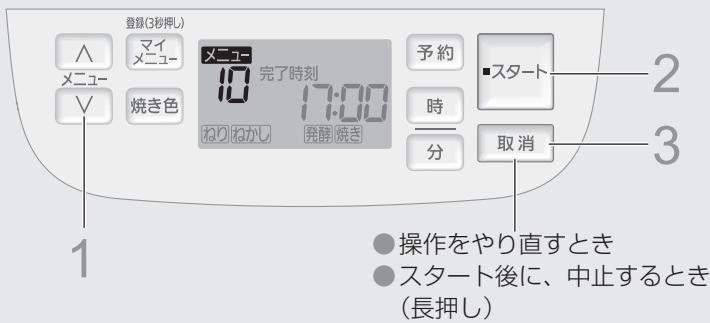 登録(3秒押し)
∧
マイ
メニュー
メニュー
∨
焼き色
メニュー
10
完了時刻
17:00
ねり ねかし 発酵 焼き
予約
時
分
■スタート
取消
1
2
3
●操作をやり直すとき
●スタート後に、中止するとき
(長押し)